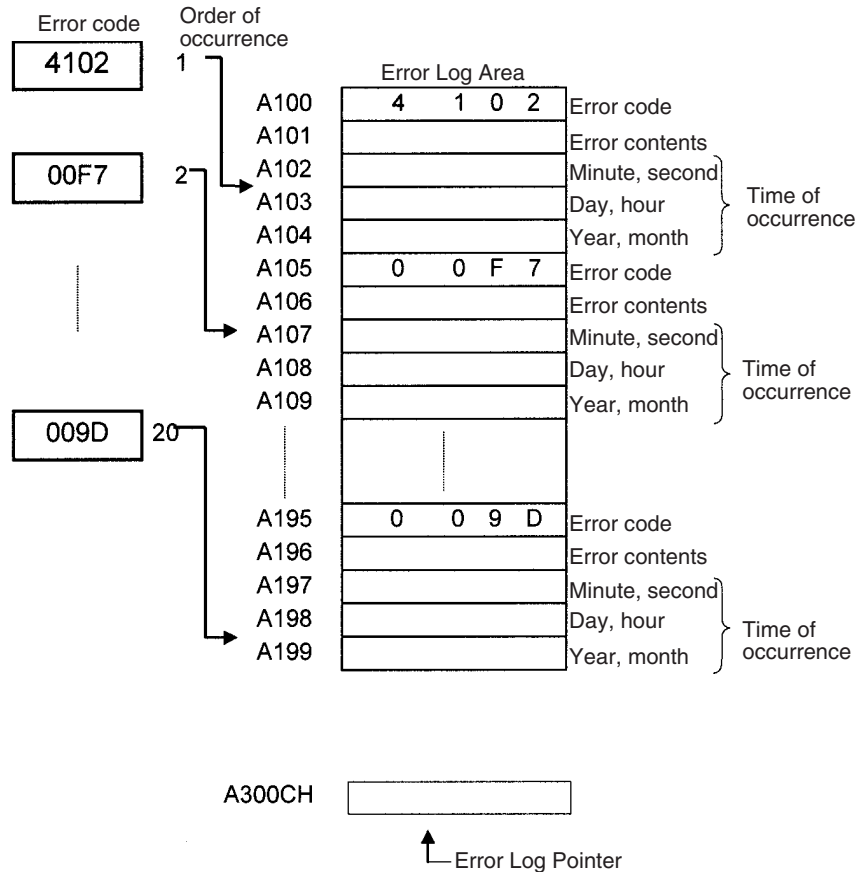 Error code
Order of
occurrence
4102 1
Error Log Area
A100 4 1 0 2 Error code
A101 Error contents
00F7 2
A102 Minute, second
A103 Day, hour
Time of
occurrence
A104 Year, month
A105 0 0 F 7 Error code
A106 Error contents
A107 Minute, second
A108 Day, hour
Time of
occurrence
A109 Year, month
009D 20
A195 0 0 9 D Error code
A196 Error contents
A197 Minute, second
A198 Day, hour
Time of
occurrence
A199 Year, month
A300CH
Error Log Pointer